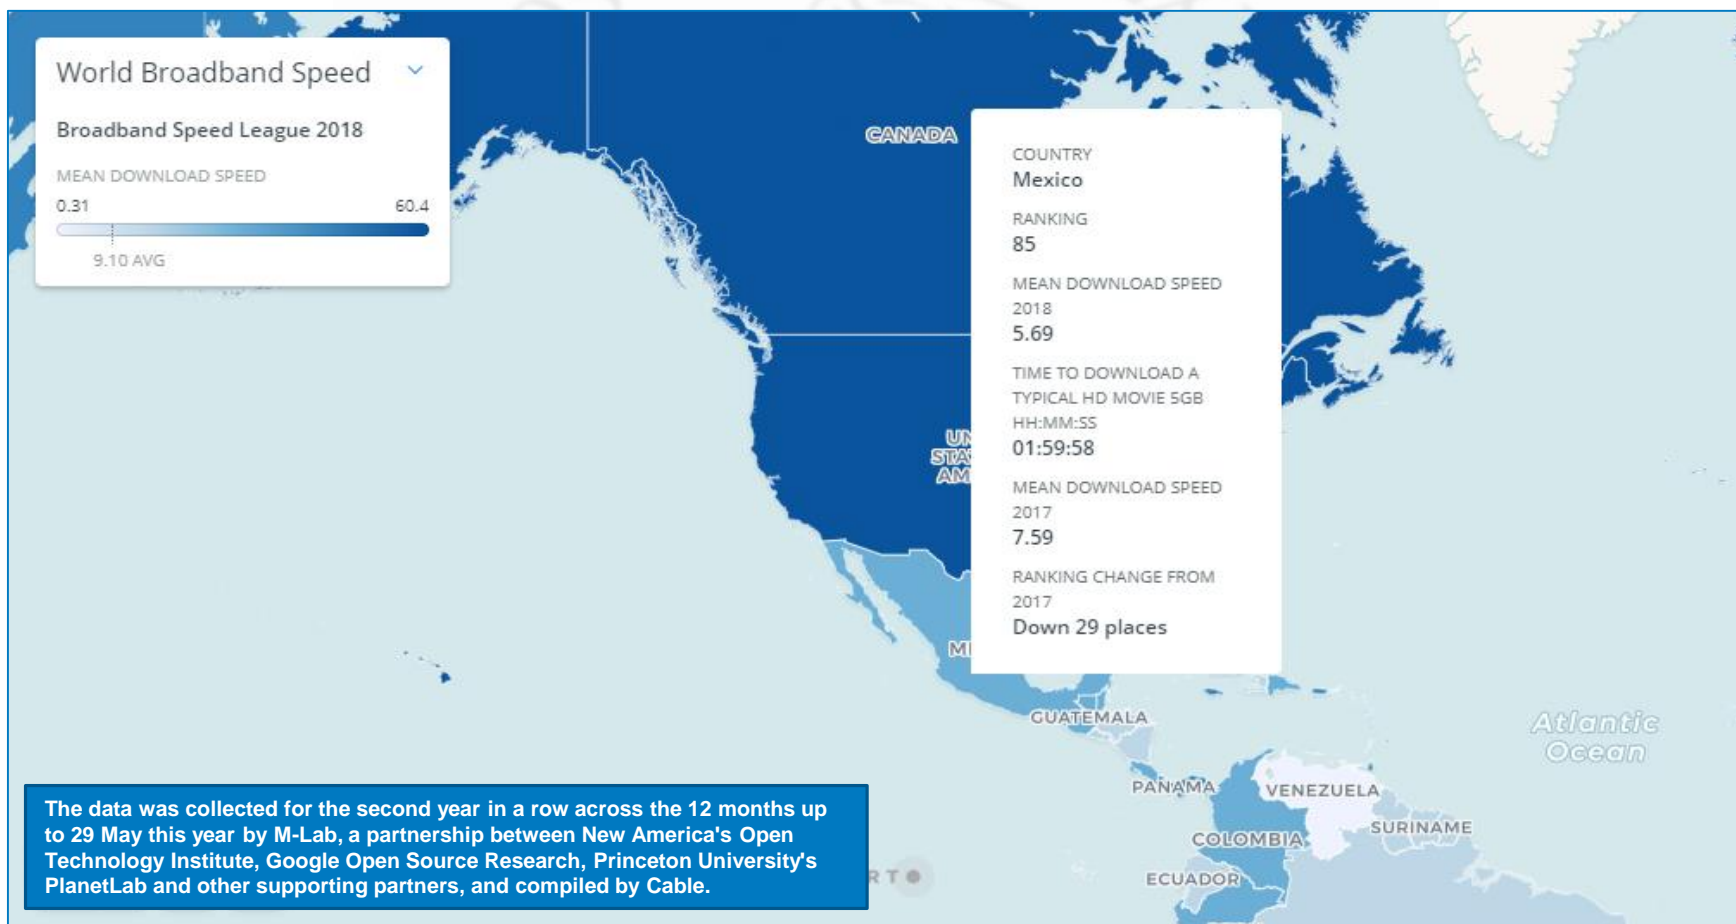 World Broadband Speed
Broadband Speed League 2018
MEAN DOWNLOAD SPEED
0.31 60.4
9.10 AVG
CANADA
COUNTRY
Mexico
RANKING
85
MEAN DOWNLOAD SPEED
2018
5.69
TIME TO DOWNLOAD A
TYPICAL HD MOVIE 5GB
HH:MM:SS
01:59:58
MEAN DOWNLOAD SPEED
2017
7.59
RANKING CHANGE FROM
2017
Down 29 places
UN
STA
AM
M
GUATEMALA
Atlantic
Ocean
PANAMA
VENEZUELA
SURINAME
COLOMBIA
ECUADOR
R T
The data was collected for the second year in a row across the 12 months up
to 29 May this year by M-Lab, a partnership between New America's Open
Technology Institute, Google Open Source Research, Princeton University's
PlanetLab and other supporting partners, and compiled by Cable.